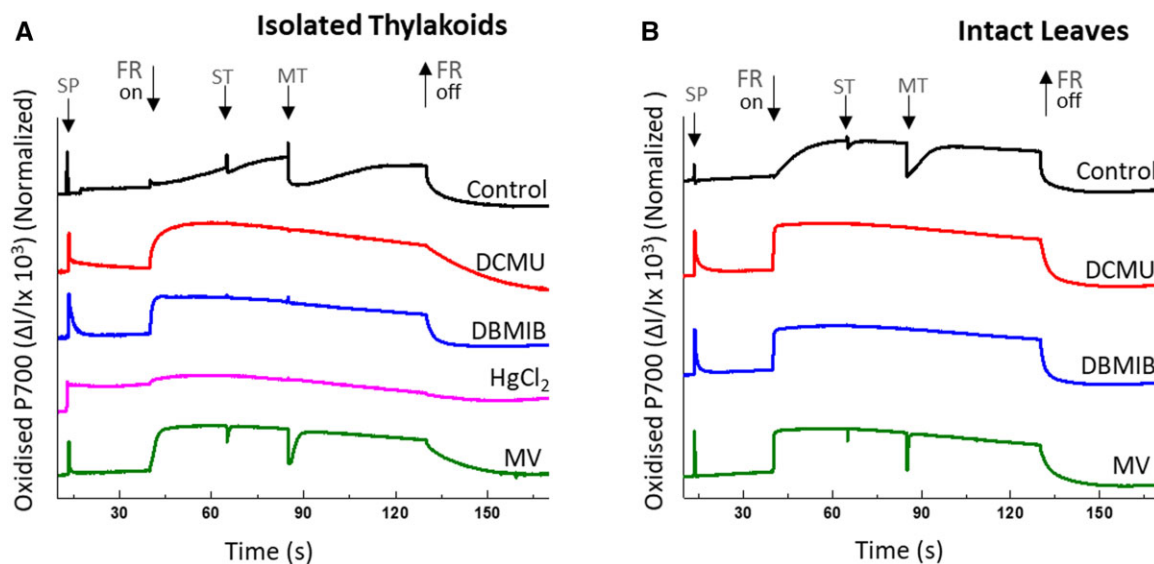 A
Isolated Thylakoids
SP
FR
on
ST
MT
FR
off
Control
DCMU
DBMIB
HgCl₂
MV
Oxidised P700 (ΔI/Ix 10³) (Normalized)
30
60
90
120
150
Time (s)
B
Intact Leaves
SP
FR
on
ST
MT
FR
off
Control
DCMU
DBMIB
MV
Oxidised P700 (ΔI/Ix 10³) (Nomalized )
30
60
90
120
150
Time (s)